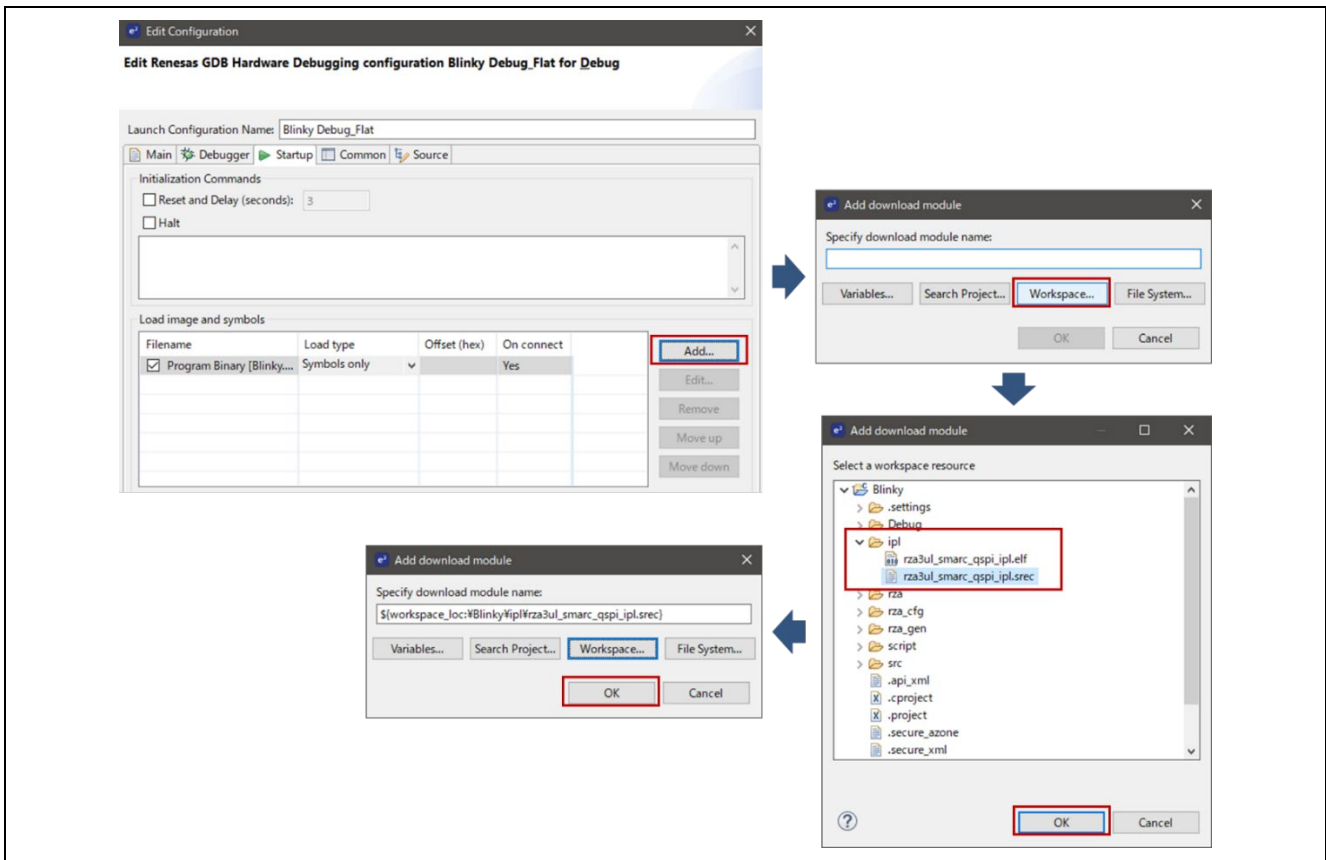 Edit Configuration
Edit Renesas GDB Hardware Debugging configuration Blinky Debug_Flat for Debug
Launch Configuration Name: Blinky Debug_Flat
Main Debugger Startup Common Source
Initialization Commands
Reset and Delay (seconds): 3
Halt
Load image and symbols
Filename Load type Offset (hex) On connect
Program Binary [Blinky.... Symbols only Yes
Add...
Edit...
Remove
Move up
Move down
Add download module
Specify download module name:
Variables... Search Project... Workspace... File System...
OK Cancel
Add download module
Select a workspace resource
Blinky
.settings
Debug
ipl
rza3ul_smarc_qspi_ipl.elf
rza3ul_smarc_qspi_ipl.srec
rza
rza_cfg
rza_gen
script
src
.api_xml
.cproject
.project
.secure_azone
.secure_xml
OK Cancel
Add download module
Specify download module name:
${workspace_loc:¥Blinky¥ipl¥rza3ul_smarc_qspi_ipl.srec}
Variables... Search Project... Workspace... File System...
OK Cancel